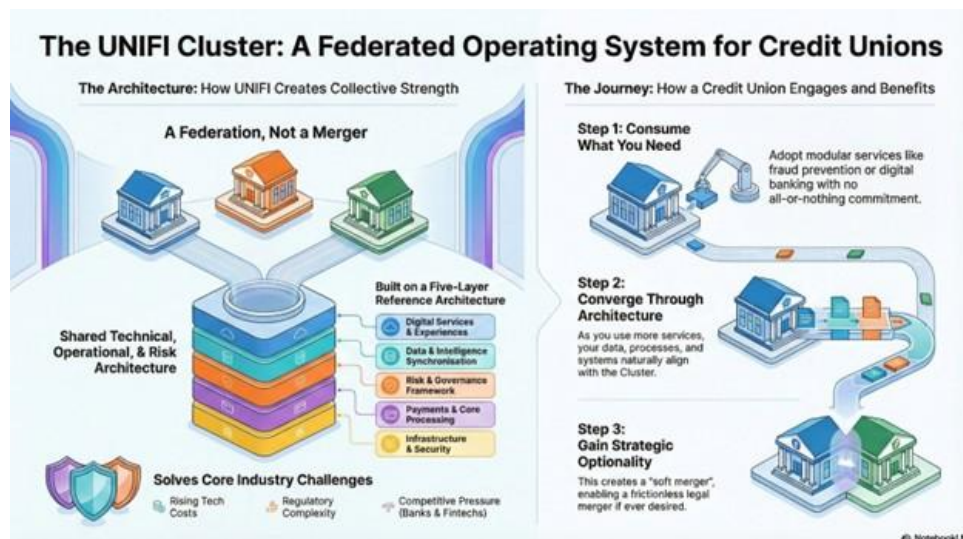 The UNIFI Cluster: A Federated Operating System for Credit Unions
The Architecture: How UNIFI Creates Collective Strength
A Federation, Not a Merger
Shared Technical,
Operational, & Risk
Architecture
Built on a Five-Layer
Reference Architecture
Digital Services
& Experiences
Data & Intelligence
Synchronisation
Risk & Governance
Framework
Payments & Core
Processing
Infrastructure
& Security
Solves Core Industry Challenges
Rising Tech
Costs
Regulatory
Complexity
Competitive Pressure
(Banks & Fintechs)
The Journey: How a Credit Union Engages and Benefits
Step 1: Consume
What You Need
Adopt modular services like
fraud prevention or digital
banking with no
all-or-nothing commitment.
Step 2:
Converge Through
Architecture
As you use more services,
your data, processes, and
systems naturally align
with the Cluster.
Step 3:
Gain Strategic
Optionality
This creates a "soft merger",
enabling a frictionless legal
merger if ever desired.